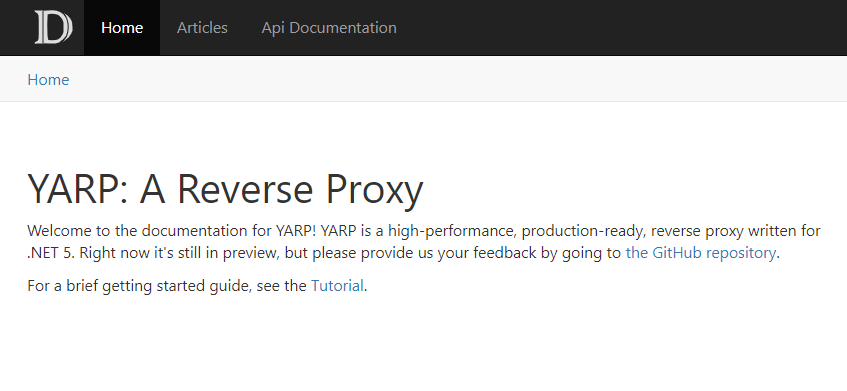 Home Articles Api Documentation
Home
YARP: A Reverse Proxy
Welcome to the documentation for YARP! YARP is a high-performance, production-ready, reverse proxy written for
.NET 5. Right now it's still in preview, but please provide us your feedback by going to the GitHub repository.
For a brief getting started guide, see the Tutorial.